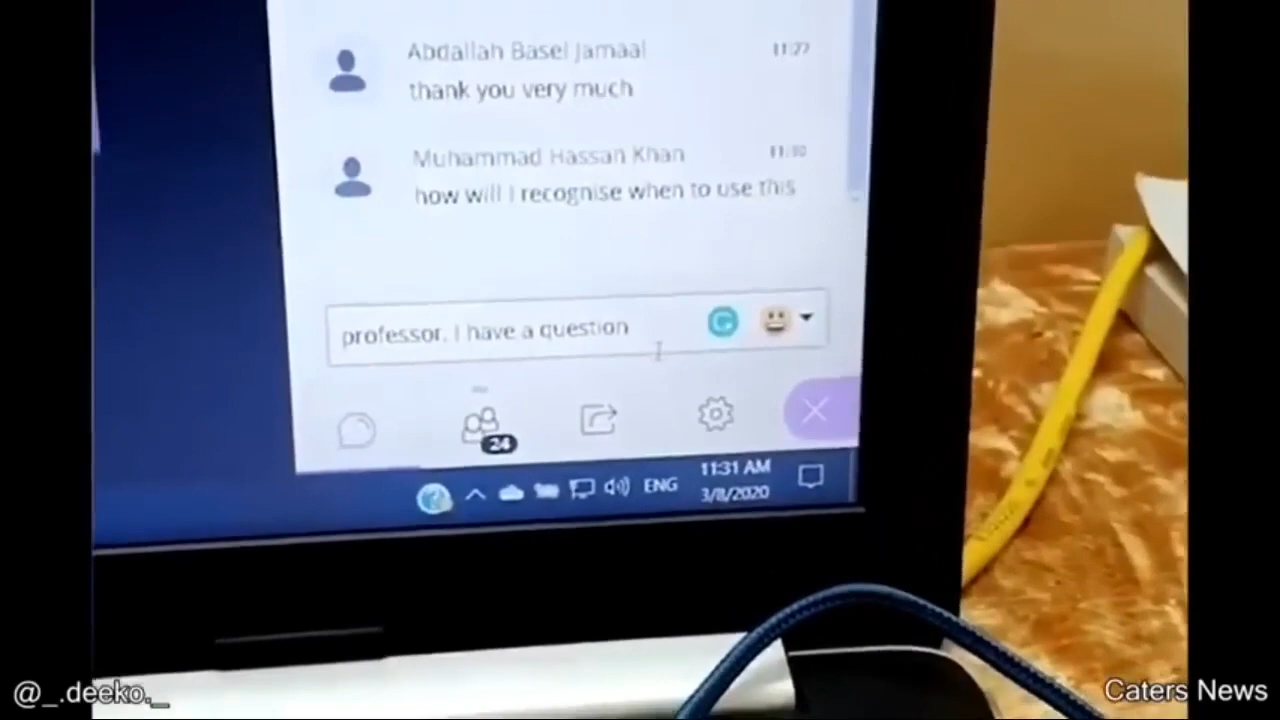 Abdallah Basel Jamaal 11:27
thank you very much
Muhammad Hassan Khan
how will I recognise when to use this
professor. I have a question
24
ENG
11:31 AM
3/8/2020
@_.deeko._
Caters News